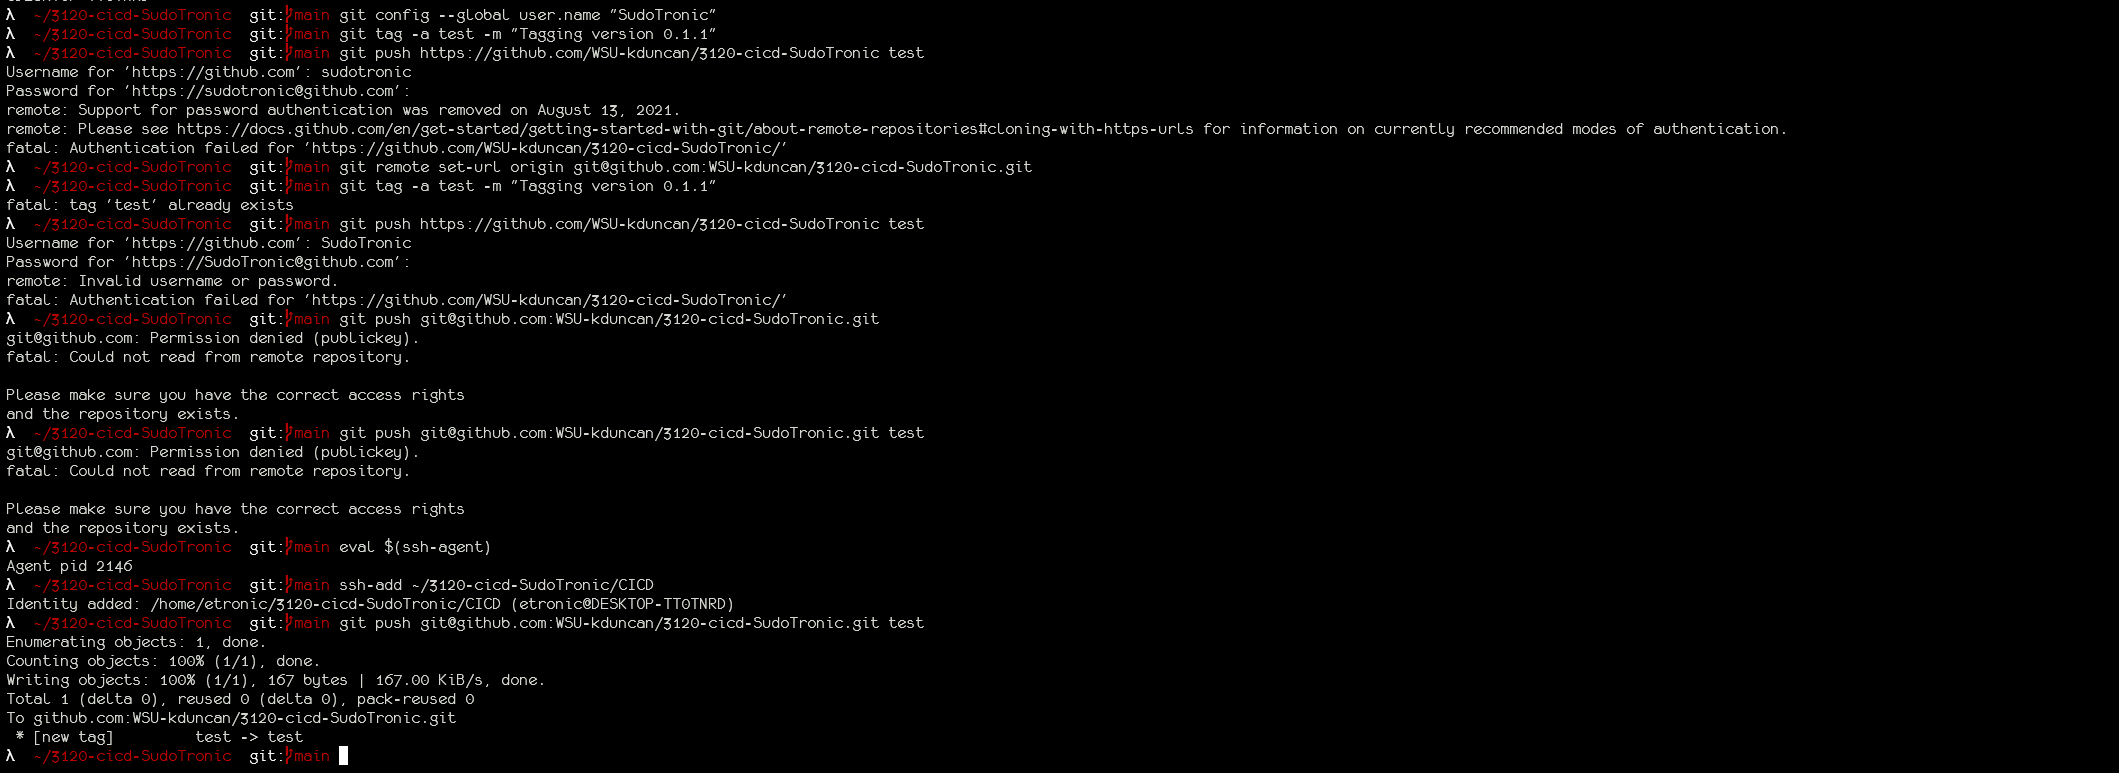 λ ~/3120-cicd-SudoTronic git:main git config --global user.name "SudoTronic"
λ ~/3120-cicd-SudoTronic git:main git tag -a test -m "Tagging version 0.1.1"
λ ~/3120-cicd-SudoTronic git:main git push https://github.com/WSU-kduncan/3120-cicd-SudoTronic test
Username for 'https://github.com': sudotronic
Password for 'https://sudotronic@github.com':
remote: Support for password authentication was removed on August 13, 2021.
remote: Please see https://docs.github.com/en/get-started/getting-started-with-git/about-remote-repositories#cloning-with-https-urls for information on currently recommended modes of authentication.
fatal: Authentication failed for 'https://github.com/WSU-kduncan/3120-cicd-SudoTronic/'
λ ~/3120-cicd-SudoTronic git:main git remote set-url origin git@github.com:WSU-kduncan/3120-cicd-SudoTronic.git
λ ~/3120-cicd-SudoTronic git:main git tag -a test -m "Tagging version 0.1.1"
fatal: tag 'test' already exists
λ ~/3120-cicd-SudoTronic git:main git push https://github.com/WSU-kduncan/3120-cicd-SudoTronic test
Username for 'https://github.com': SudoTronic
Password for 'https://SudoTronic@github.com':
remote: Invalid username or password.
fatal: Authentication failed for 'https://github.com/WSU-kduncan/3120-cicd-SudoTronic/'
λ ~/3120-cicd-SudoTronic git:main git push git@github.com:WSU-kduncan/3120-cicd-SudoTronic.git
git@github.com: Permission denied (publickey).
fatal: Could not read from remote repository.

Please make sure you have the correct access rights
and the repository exists.
λ ~/3120-cicd-SudoTronic git:main git push git@github.com:WSU-kduncan/3120-cicd-SudoTronic.git test
git@github.com: Permission denied (publickey).
fatal: Could not read from remote repository.

Please make sure you have the correct access rights
and the repository exists.
λ ~/3120-cicd-SudoTronic git:main eval $(ssh-agent)
Agent pid 2146
λ ~/3120-cicd-SudoTronic git:main ssh-add ~/3120-cicd-SudoTronic/CICD
Identity added: /home/etronic/3120-cicd-SudoTronic/CICD (etronic@DESKTOP-TT0TNRD)
λ ~/3120-cicd-SudoTronic git:main git push git@github.com:WSU-kduncan/3120-cicd-SudoTronic.git test
Enumerating objects: 1, done.
Counting objects: 100% (1/1), done.
Writing objects: 100% (1/1), 167 bytes | 167.00 KiB/s, done.
Total 1 (delta 0), reused 0 (delta 0), pack-reused 0
To github.com:WSU-kduncan/3120-cicd-SudoTronic.git
 * [new tag]         test -> test
λ ~/3120-cicd-SudoTronic git:main